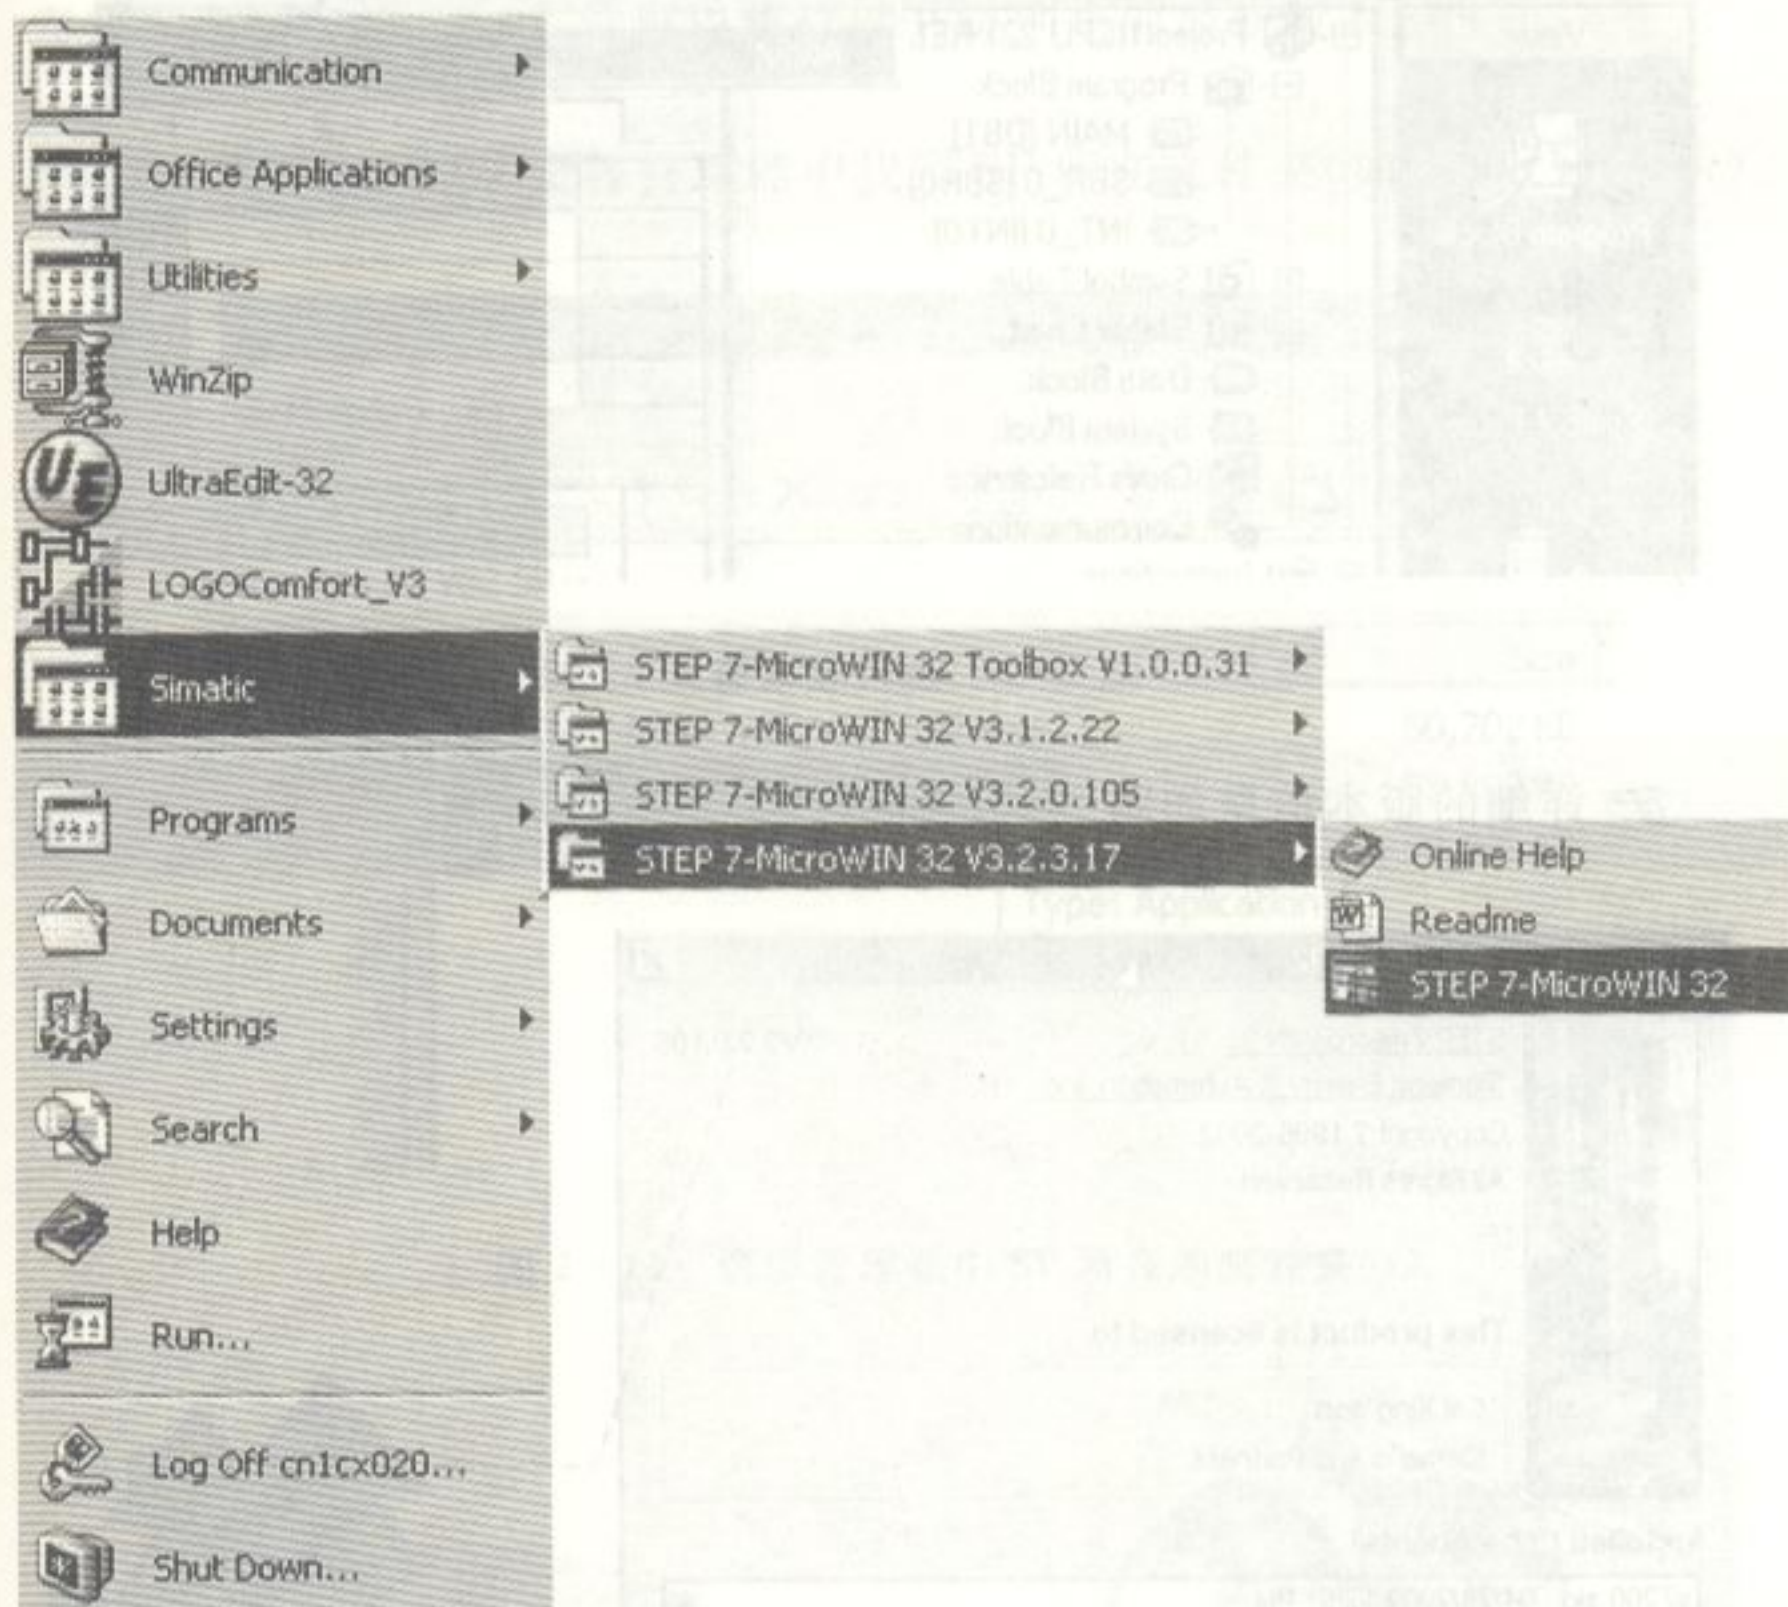 Communication
Office Applications
Utilities
WinZip
UltraEdit-32
LOGOComfort_V3
Simatic
STEP 7-MicroWIN 32 Toolbox V1.0.0.31
STEP 7-MicroWIN 32 V3.1.2.22
STEP 7-MicroWIN 32 V3.2.0.105
STEP 7-MicroWIN 32 V3.2.3.17
Online Help
Readme
STEP 7-MicroWIN 32
Programs
Documents
Settings
Search
Help
Run...
Log Off cn1cx020...
Shut Down...